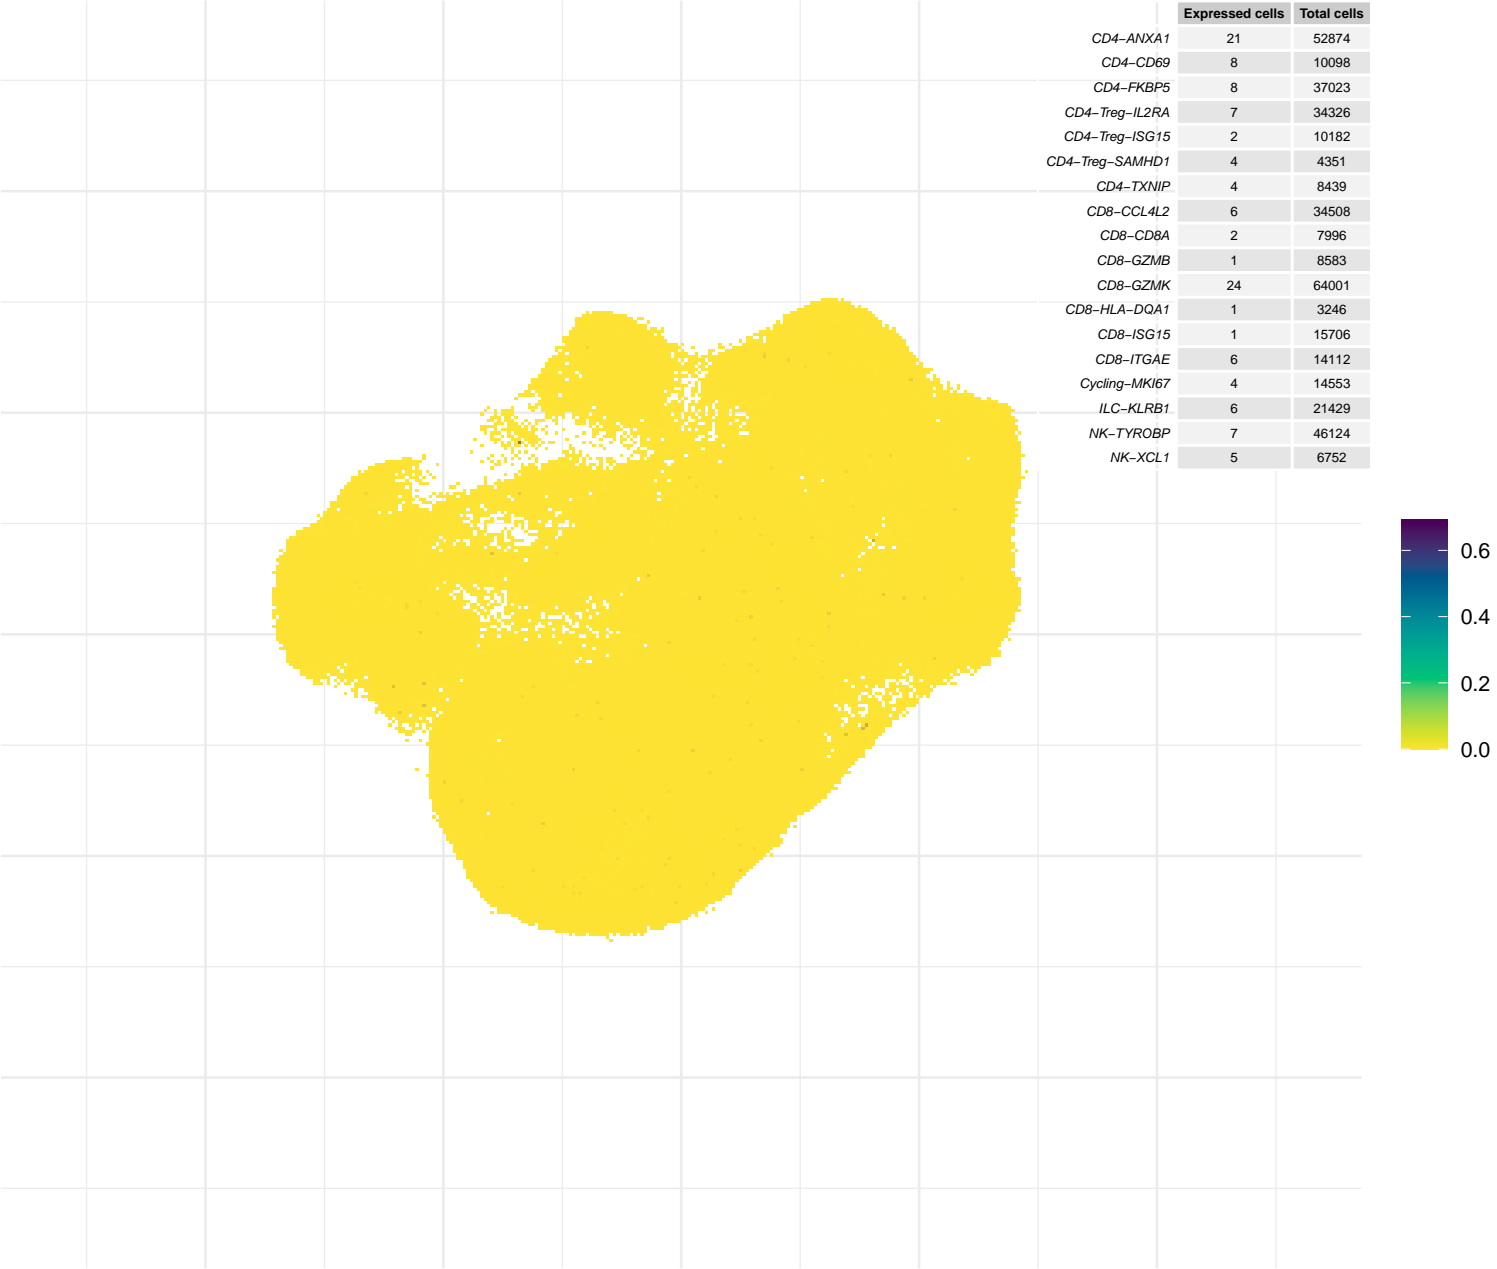 Expressed cells Total cells
CD4−ANXA1 21 52874
CD4−CD69 8 10098
CD4−FKBP5 8 37023
CD4−Treg−IL2RA 7 34326
CD4−Treg−ISG15 2 10182
CD4−Treg−SAMHD1 4 4351
CD4−TXNIP 4 8439
CD8−CCL4L2 6 34508
CD8−CD8A 2 7996
CD8−GZMB 1 8583
CD8−GZMK 24 64001
CD8−HLA−DQA1 1 3246
CD8−ISG15 1 15706
CD8−ITGAE 6 14112
Cycling−MKI67 4 14553
ILC−KLRB1 6 21429
NK−TYROBP 7 46124
NK−XCL1 5 6752
0.6
0.4
0.2
0.0